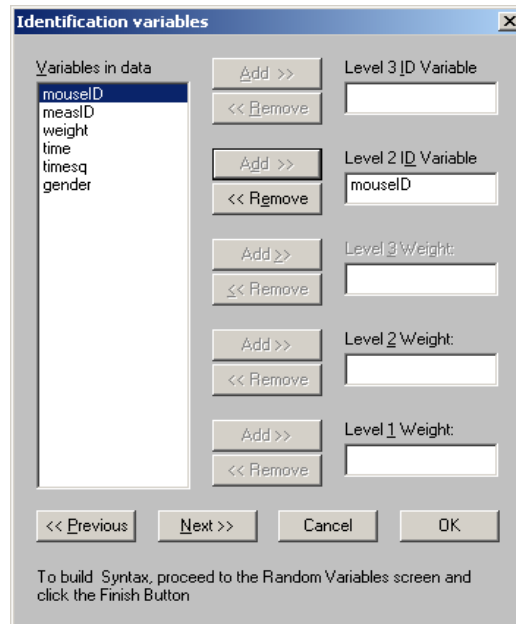 Identification variables
Variables in data
mouseID
measID
weight
time
timesq
gender
Add >>
<< Remove
Level 3 ID Variable
Add >>
<< Remove
Level 2 ID Variable
mouseID
Add >>
<< Remove
Level 3 Weight:
Add >>
<< Remove
Level 2 Weight:
Add >>
<< Remove
Level 1 Weight:
<< Previous
Next >>
Cancel
OK
To build Syntax, proceed to the Random Variables screen and
click the Finish Button